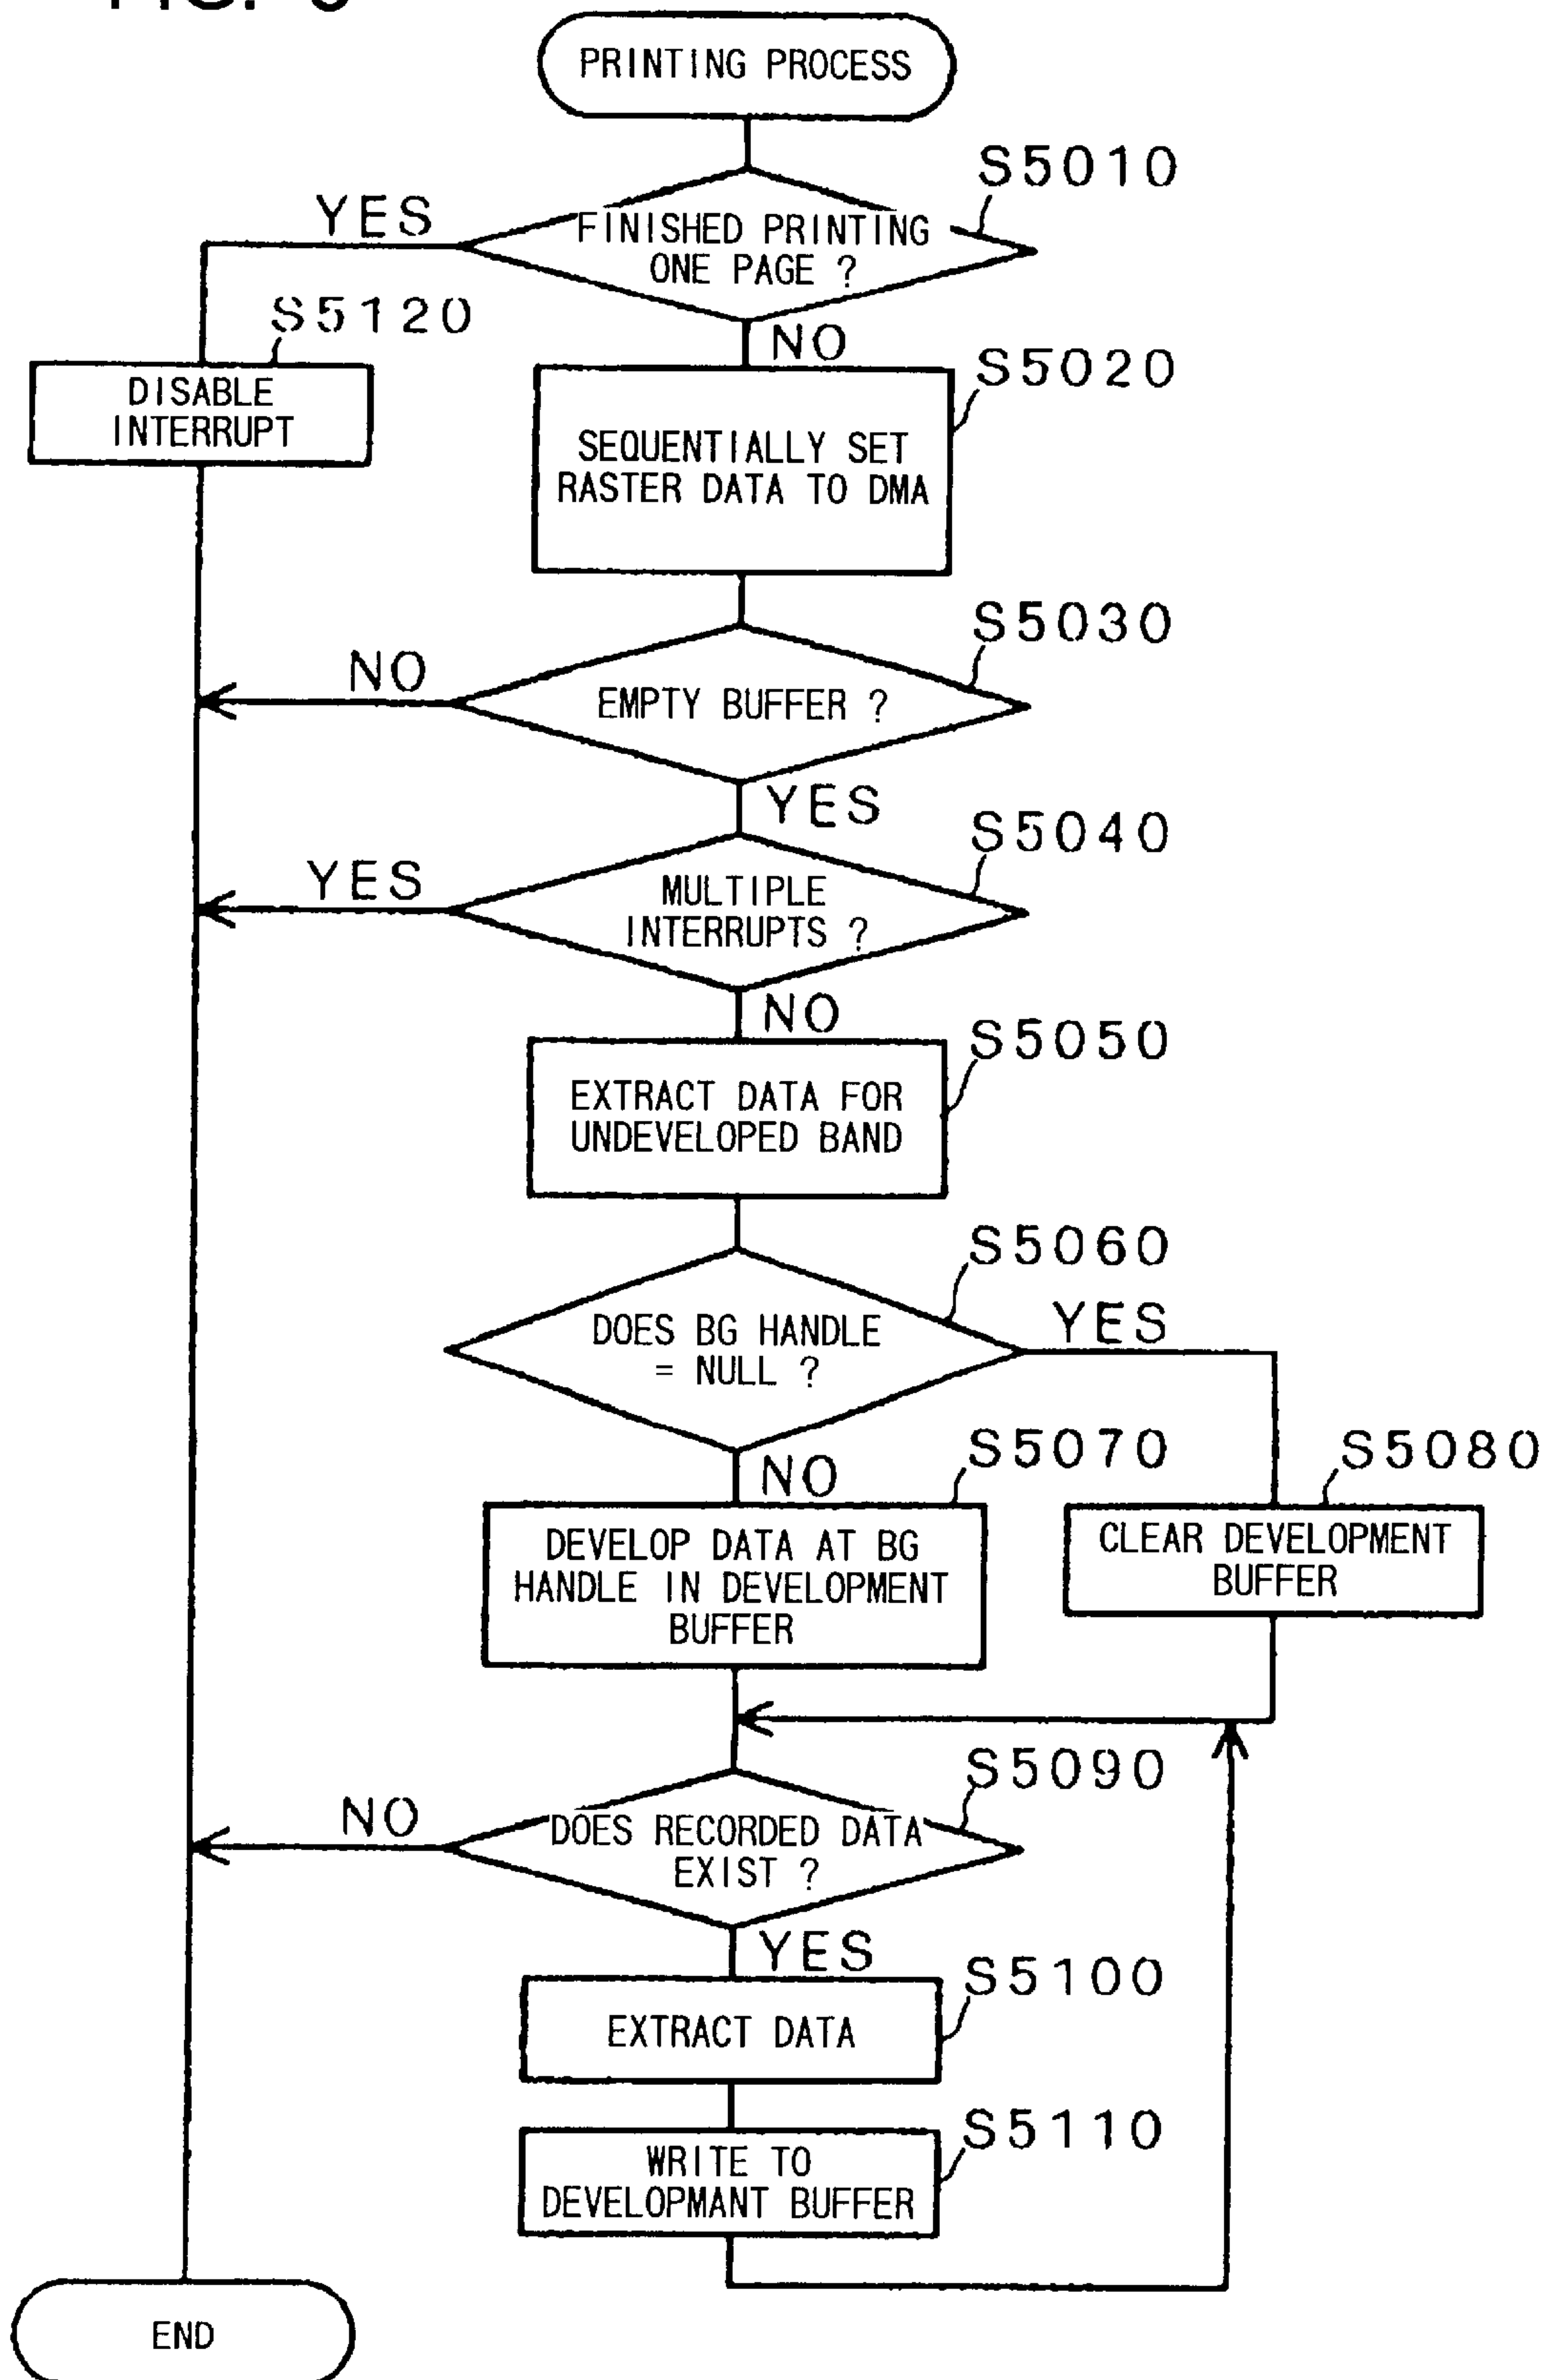 PRINTING PROCESS
S5010
YES
FINISHED PRINTING
ONE PAGE ?
S5120
NO
S5020
DISABLE
INTERRUPT
SEQUENTIALLY SET
RASTER DATA TO DMA
S5030
NO
EMPTY BUFFER ?
YES
S5040
YES
MULTIPLE
INTERRUPTS ?
NO
S5050
EXTRACT DATA FOR
UNDEVELOPED BAND
S5060
YES
DOES BG HANDLE
= NULL ?
NO
S5070
S5080
DEVELOP DATA AT BG
HANDLE IN DEVELOPMENT
BUFFER
CLEAR DEVELOPMENT
BUFFER
S5090
NO
DOES RECORDED DATA
EXIST ?
YES
S5100
EXTRACT DATA
S5110
WRITE TO
DEVELOPMANT BUFFER
END